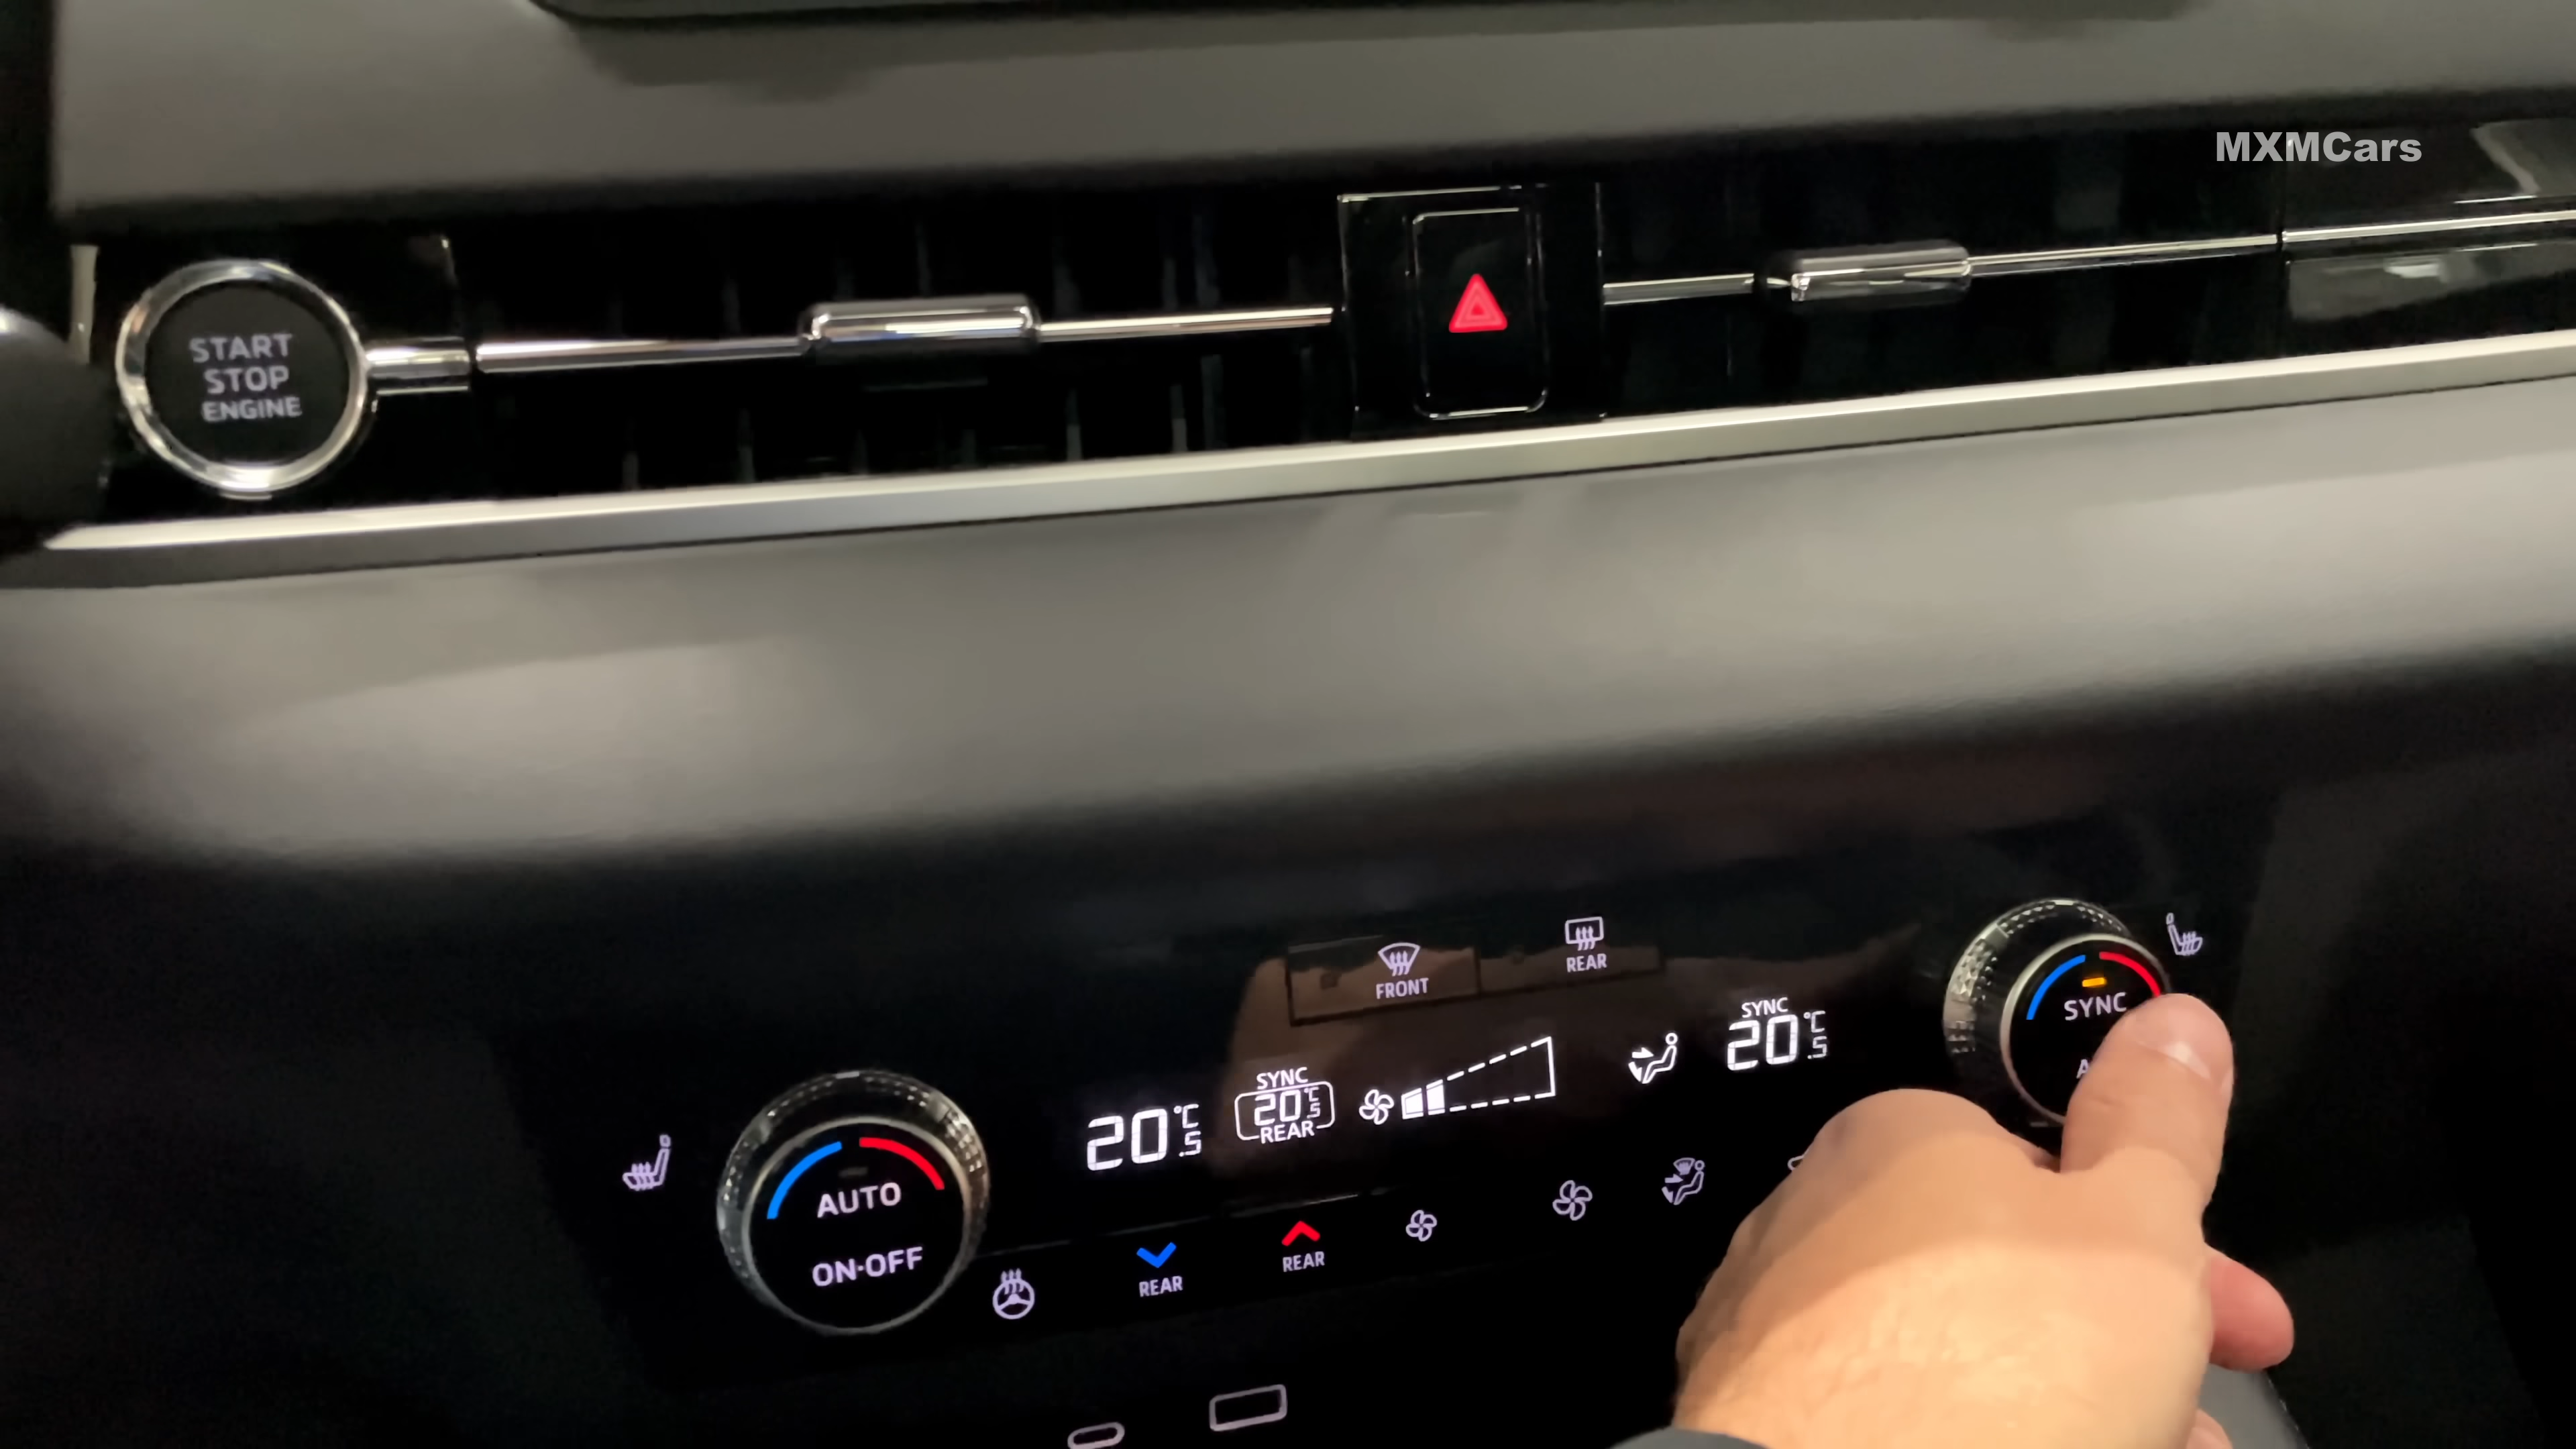 MXMCars
START
STOP
ENGINE
FRONT
REAR
SYNC
A
SYNC
20.5°C
SYNC
20.5°C
REAR
20.5°C
AUTO
ON·OFF
REAR
REAR